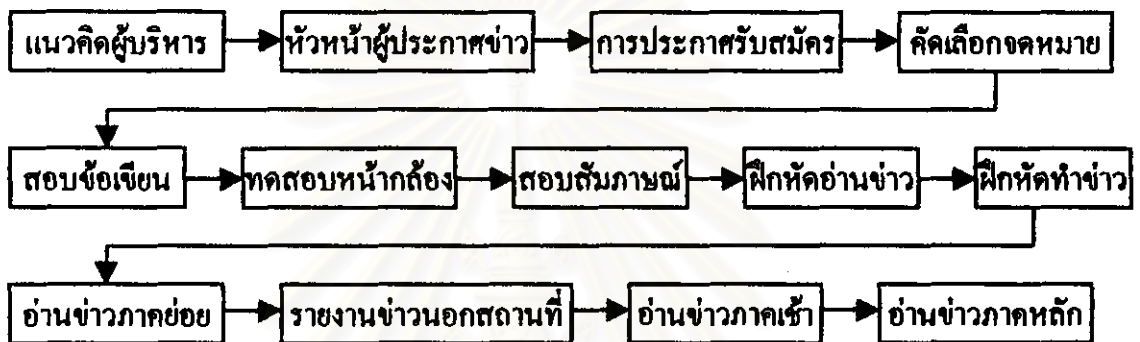 แนวคิดผู้บริหาร หัวหน้าผู้ประกาศข่าว การประกาศรับสมัคร คัดเลือกจดหมาย
สอบข้อเขียน ทดสอบหน้ากล้อง สอบสัมภาษณ์ ฝึกหัดอ่านข่าว ฝึกหัดทำข่าว
อ่านข่าวภาคย่อย รายงานข่าวนอกสถานที่ อ่านข่าวภาคเช้า อ่านข่าวภาคหลัก